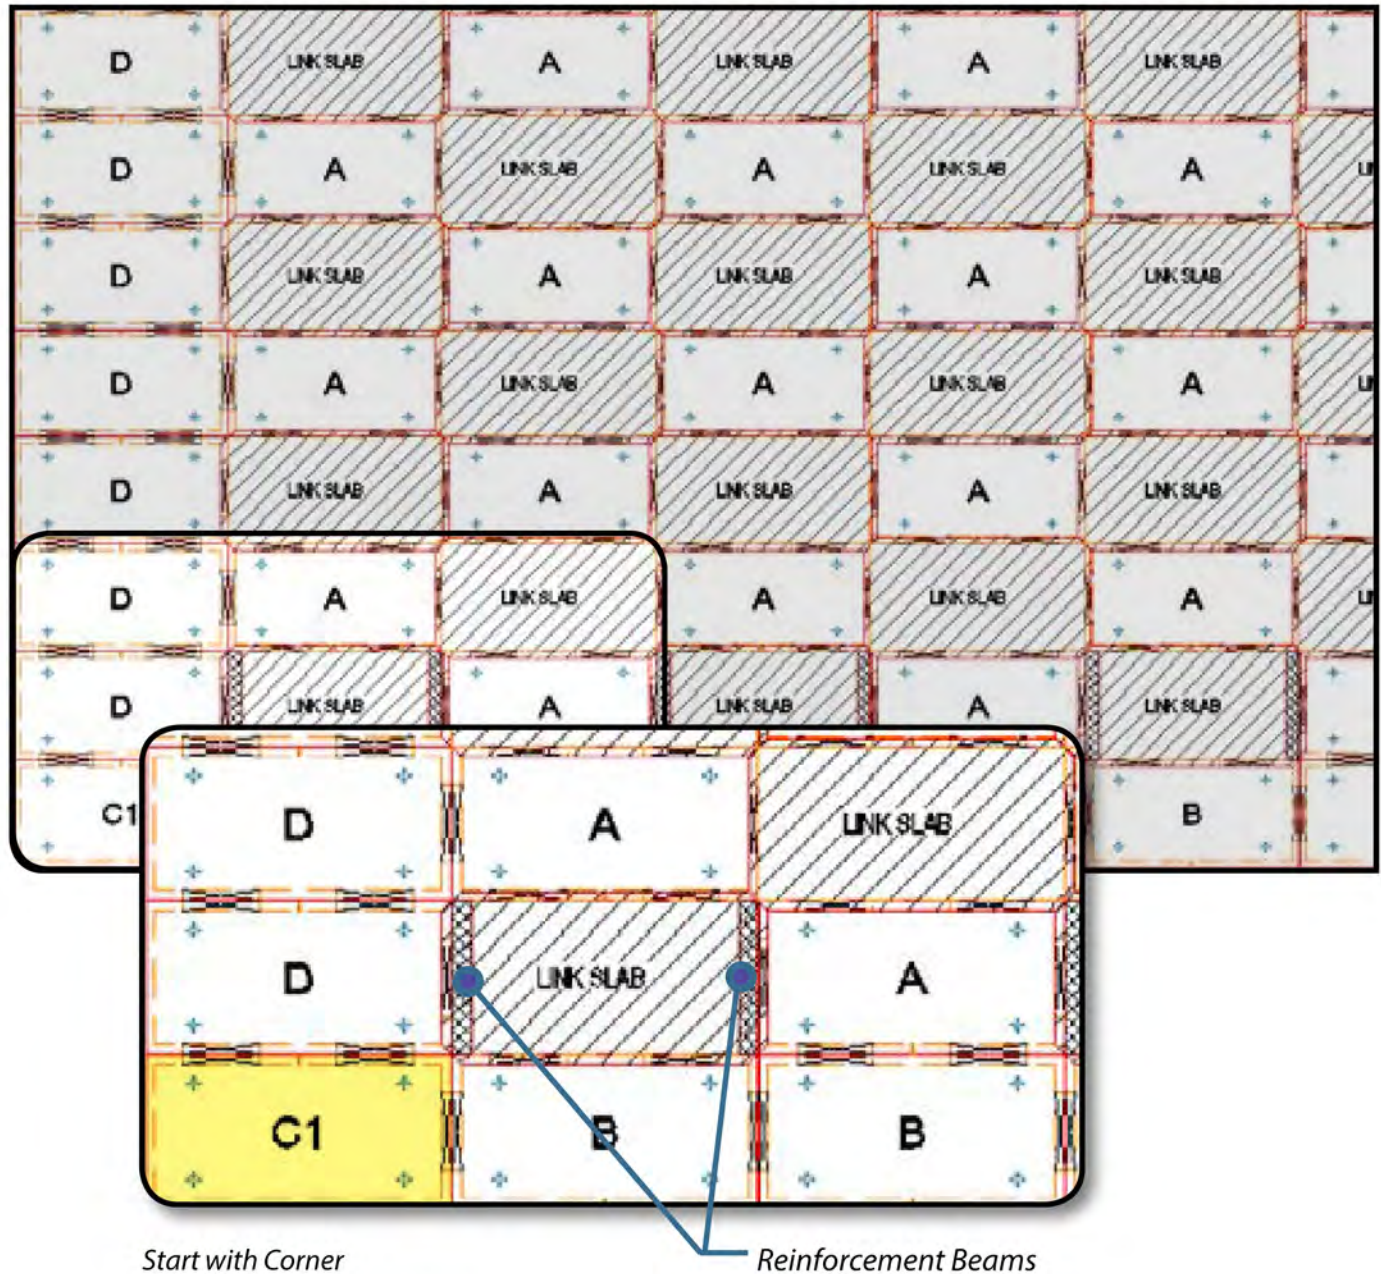 D LINK SLAB A LINK SLAB A LINK SLAB
D A LINK SLAB A LINK SLAB A
D LINK SLAB A LINK SLAB A LINK SLAB
D A LINK SLAB A LINK SLAB A
D LINK SLAB A LINK SLAB A LINK SLAB
D A LINK SLAB A LINK SLAB A
D LINK SLAB A LINK SLAB A LINK SLAB
C1 B
D A LINK SLAB
D LINK SLAB A
C1 B B
Start with Corner Reinforcement Beams